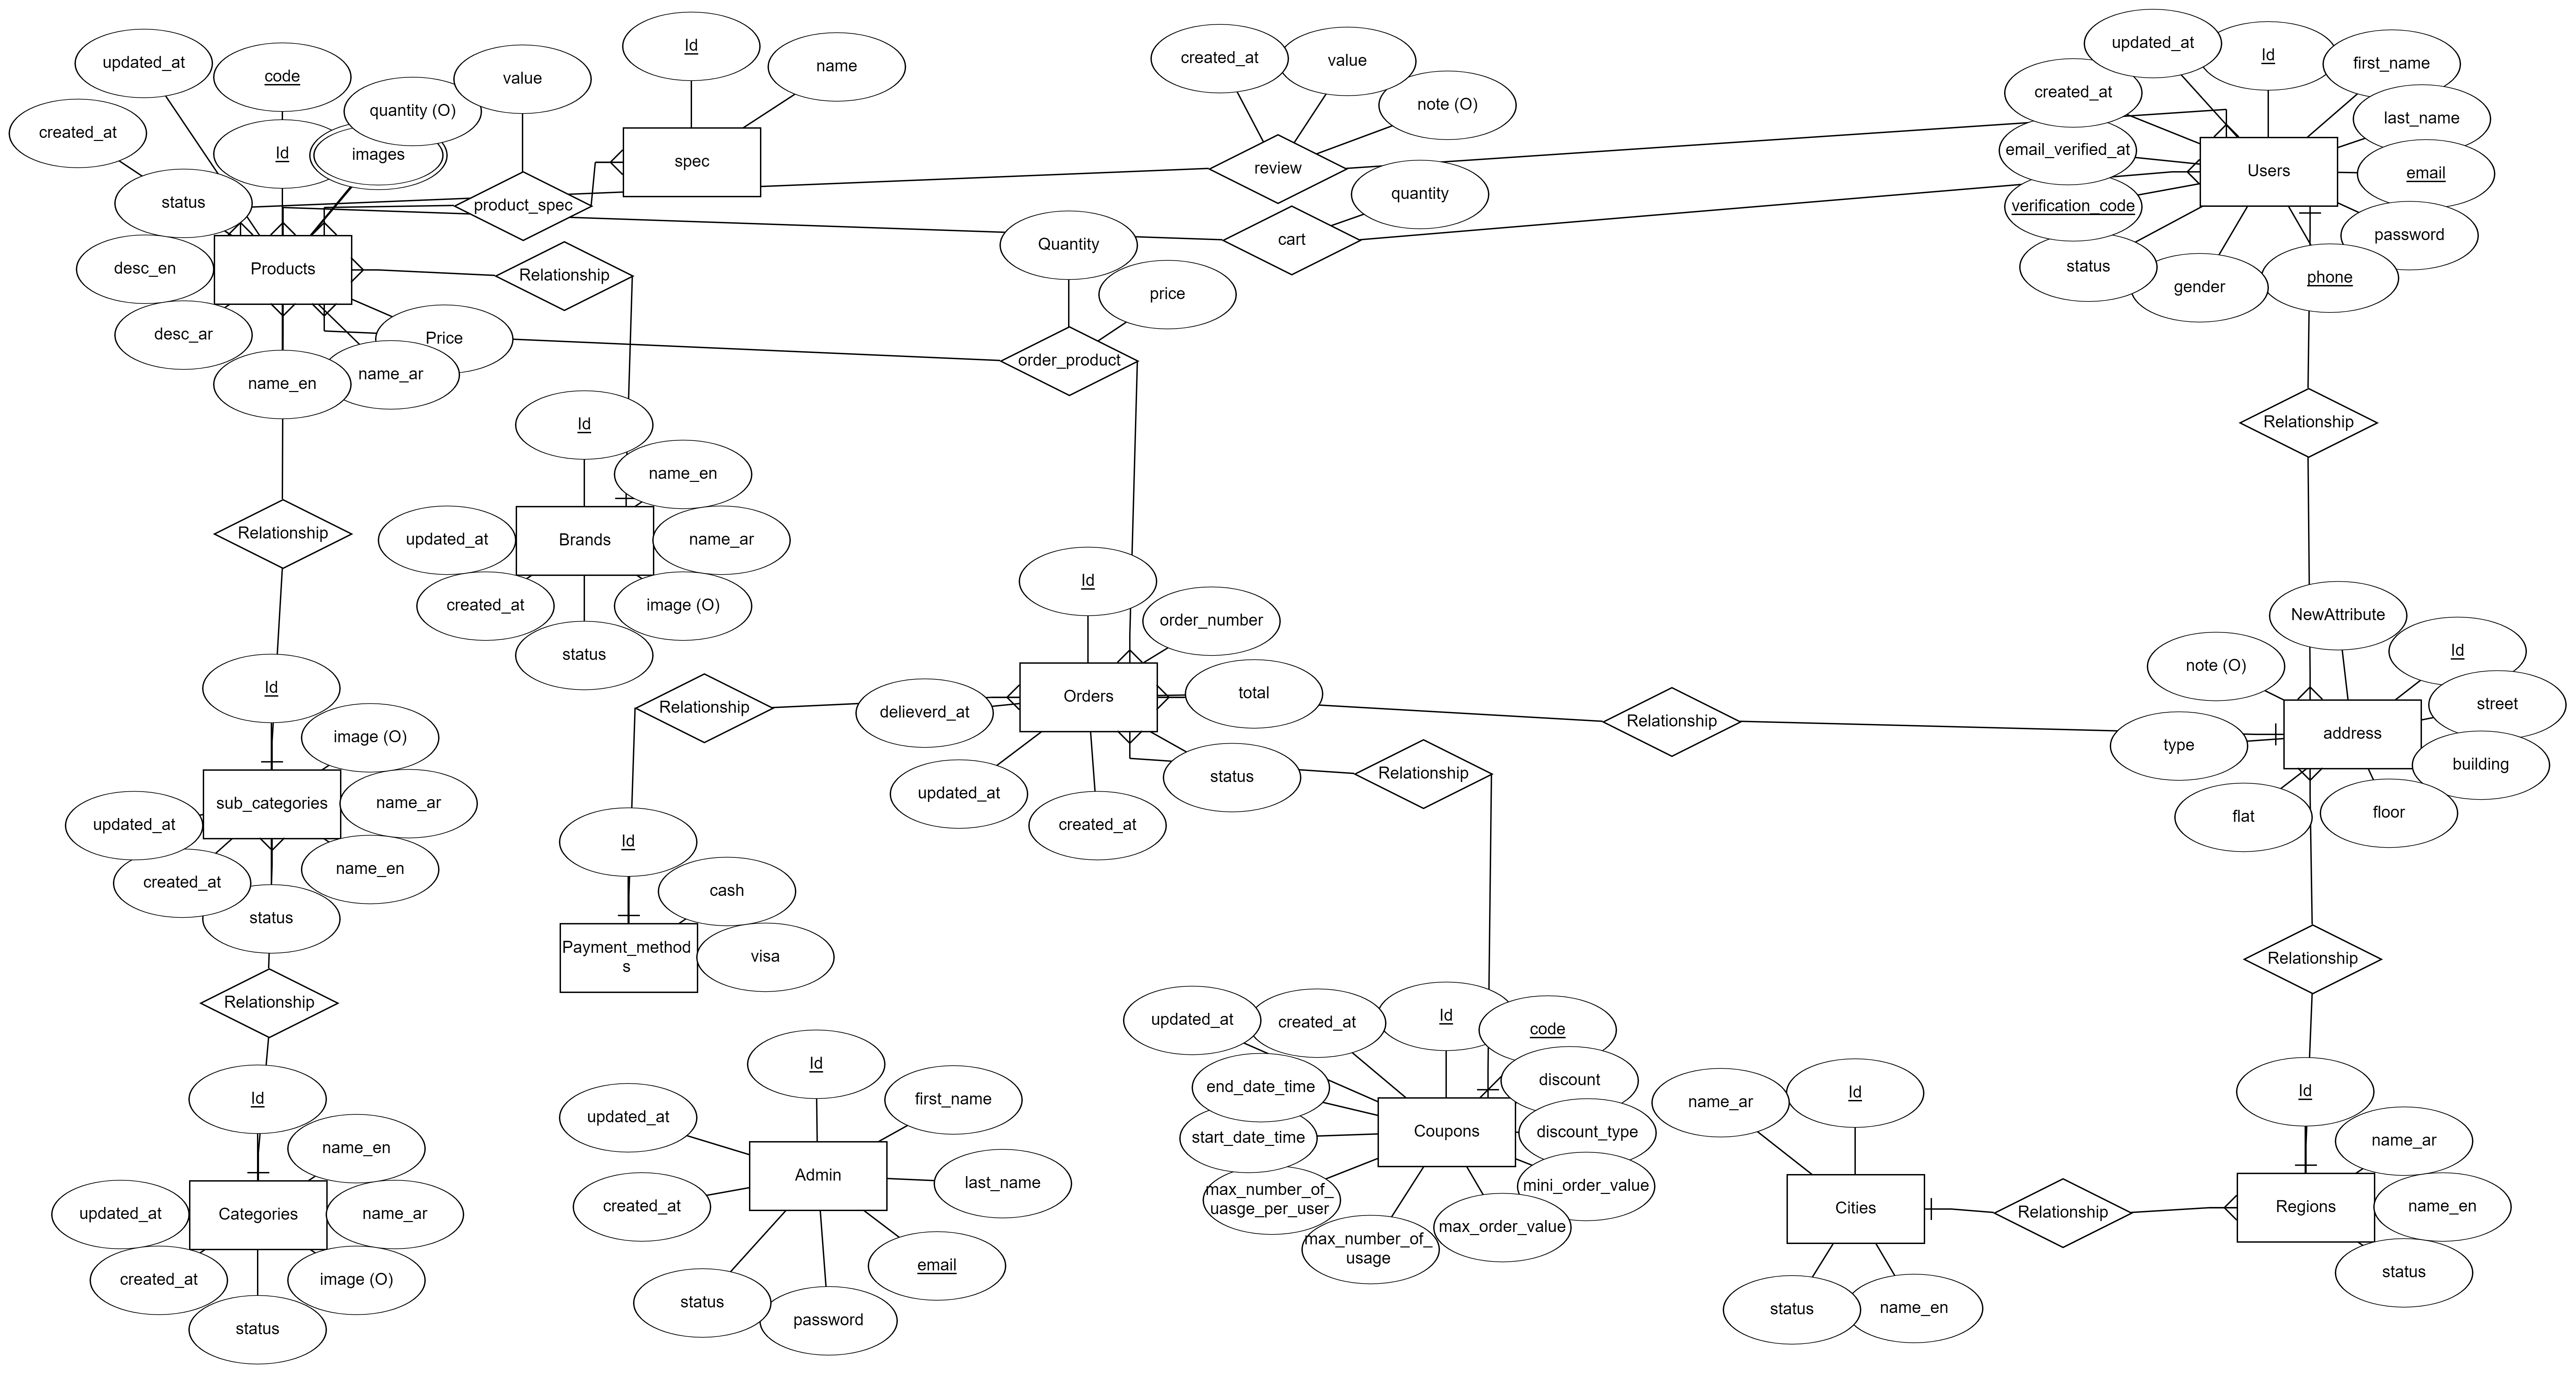 updated_at
code
created_at
Id
images
quantity (O)
value
status
product_spec
desc_en
Products
Relationship
desc_ar
Price
name_en
name_ar
Id
name
spec
created_at
value
note (O)
review
quantity
cart
Quantity
price
order_product
updated_at
Id
first_name
created_at
last_name
email_verified_at
Users
email
verification_code
password
status
gender
phone
Relationship
Relationship
Id
name_en
updated_at
Brands
name_ar
created_at
image (O)
status
Id
image (O)
sub_categories
name_ar
updated_at
name_en
created_at
status
Relationship
Id
name_en
updated_at
Categories
name_ar
created_at
image (O)
status
Relationship
Id
cash
Payment_method
s
visa
Id
order_number
delieverd_at
Orders
total
updated_at
status
created_at
Relationship
Relationship
NewAttribute
note (O)
Id
street
type
address
building
flat
floor
Relationship
Id
updated_at
first_name
Admin
last_name
created_at
email
status
password
updated_at
created_at
Id
code
end_date_time
discount
start_date_time
Coupons
discount_type
max_number_of_
uasge_per_user
mini_order_value
max_order_value
max_number_of_
usage
name_ar
Id
Cities
status
name_en
Relationship
Id
name_ar
Regions
name_en
status